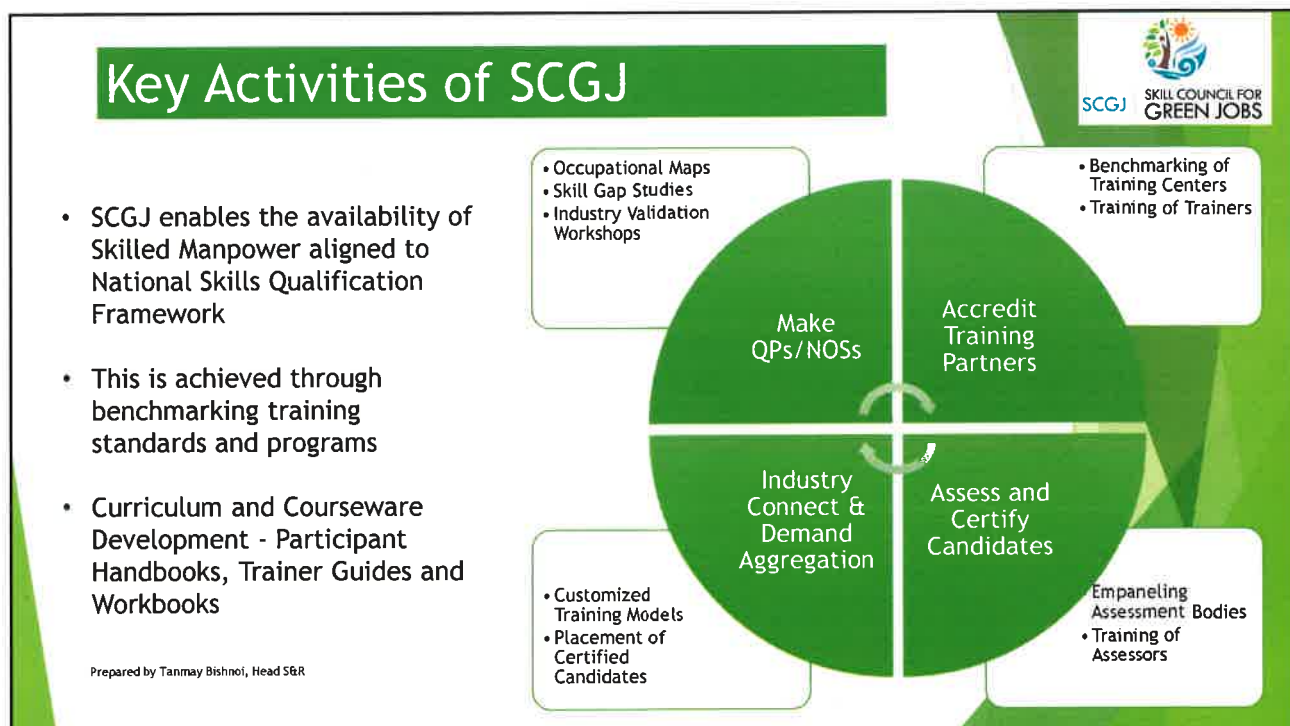 Key Activities of SCGJ
SCGJ
SKILL COUNCIL FOR
GREEN JOBS
• SCGJ enables the availability of
Skilled Manpower aligned to
National Skills Qualification
Framework
• This is achieved through
benchmarking training
standards and programs
• Curriculum and Courseware
Development - Participant
Handbooks, Trainer Guides and
Workbooks
Prepared by Tanmay Bishnoi, Head S&R
• Occupational Maps
• Skill Gap Studies
• Industry Validation
Workshops
• Benchmarking of
Training Centers
• Training of Trainers
Make
QPs/NOSs
Accredit
Training
Partners
Industry
Connect &
Demand
Aggregation
Assess and
Certify
Candidates
• Customized
Training Models
• Placement of
Certified
Candidates
Empaneling
Assessment Bodies
• Training of
Assessors